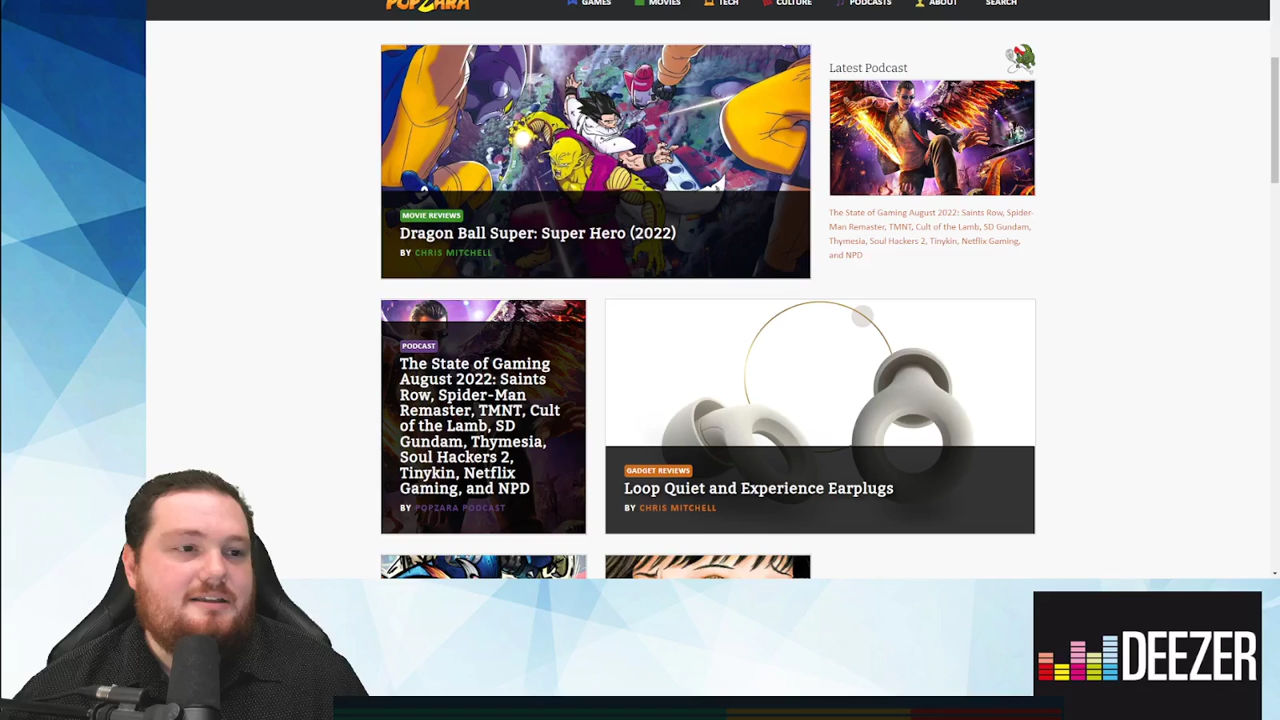 POPZARA
GAMES
MOVIES
TECH
CULTURE
PODCASTS
ABOUT
SEARCH
MOVIE REVIEWS
Dragon Ball Super: Super Hero (2022)
BY CHRIS MITCHELL
Latest Podcast
The State of Gaming August 2022: Saints Row, Spider-
Man Remaster, TMNT, Cult of the Lamb, SD Gundam,
Thymesia, Soul Hackers 2, Tinykin, Netflix Gaming,
and NPD
PODCAST
The State of Gaming
August 2022: Saints
Row, Spider-Man
Remaster, TMNT, Cult
of the Lamb, SD
Gundam, Thymesia,
Soul Hackers 2,
Tinykin, Netflix
Gaming, and NPD
BY POPZARA PODCAST
GADGET REVIEWS
Loop Quiet and Experience Earplugs
BY CHRIS MITCHELL
DEEZER